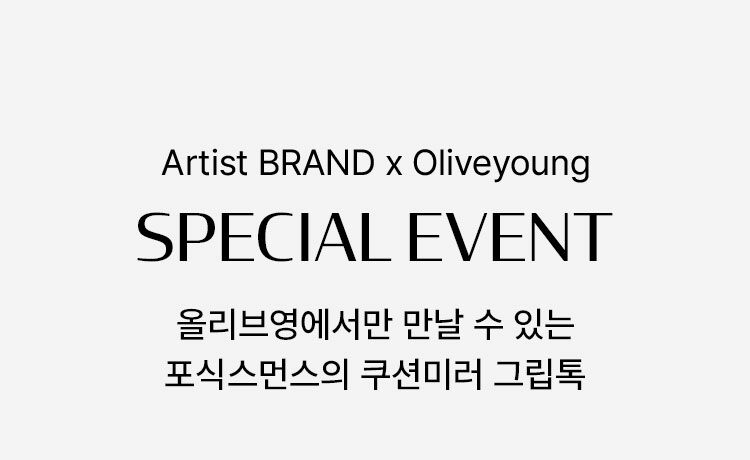 Artist BRAND x Oliveyoung
SPECIAL EVENT
올리브영에서만 만날 수 있는
포식스먼스의 쿠션미러 그립톡